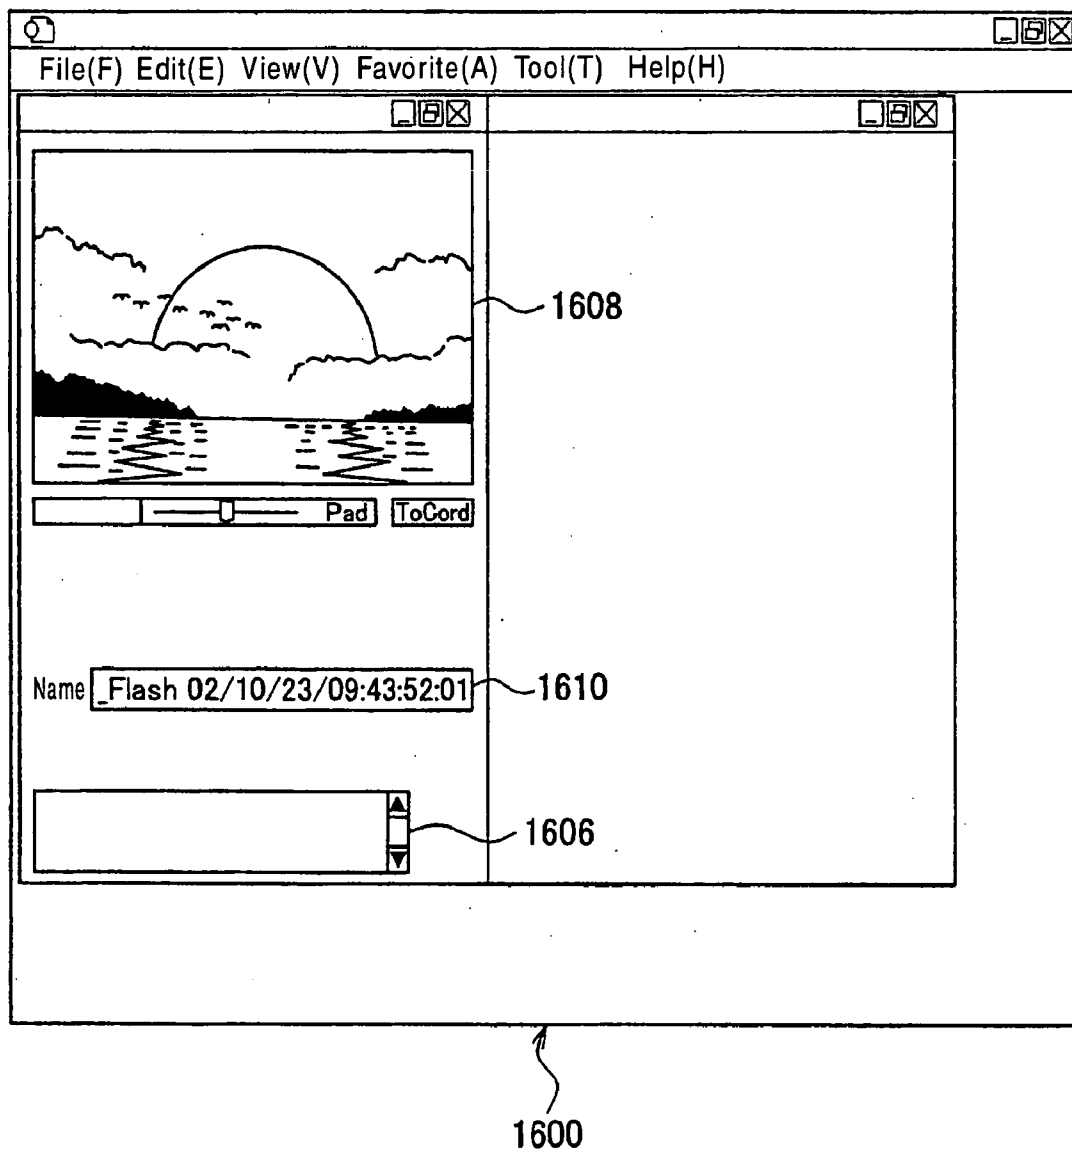 File(F) Edit(E) View(V) Favorite(A) Tool(T) Help(H)
1608
Pad ToCord
Name _Flash 02/10/23/09:43:52:01 1610
1606
1600